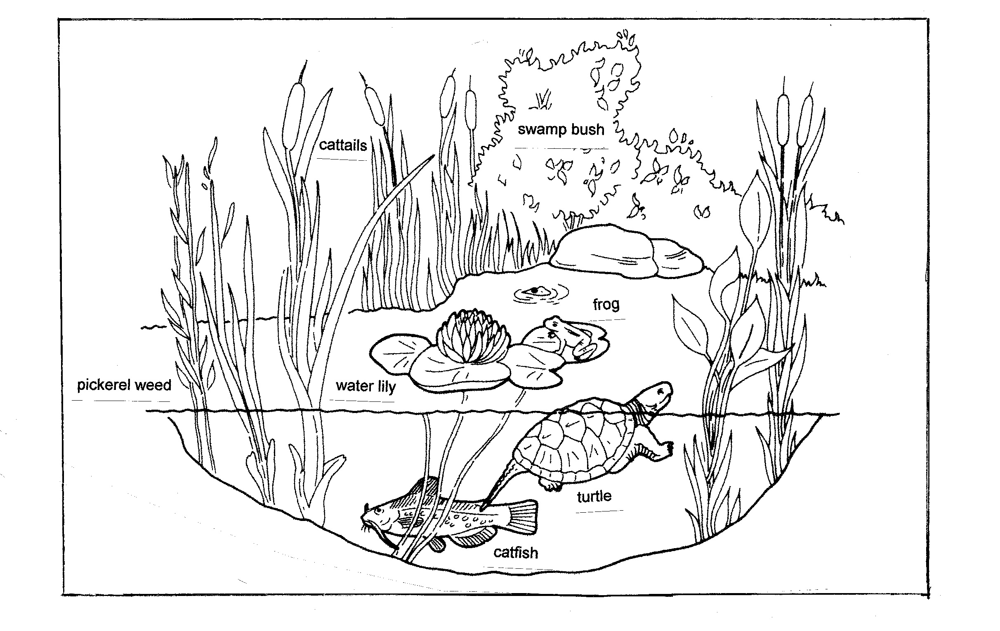 swamp bush
cattails
frog
pickerel weed
water lily
turtle
catfish